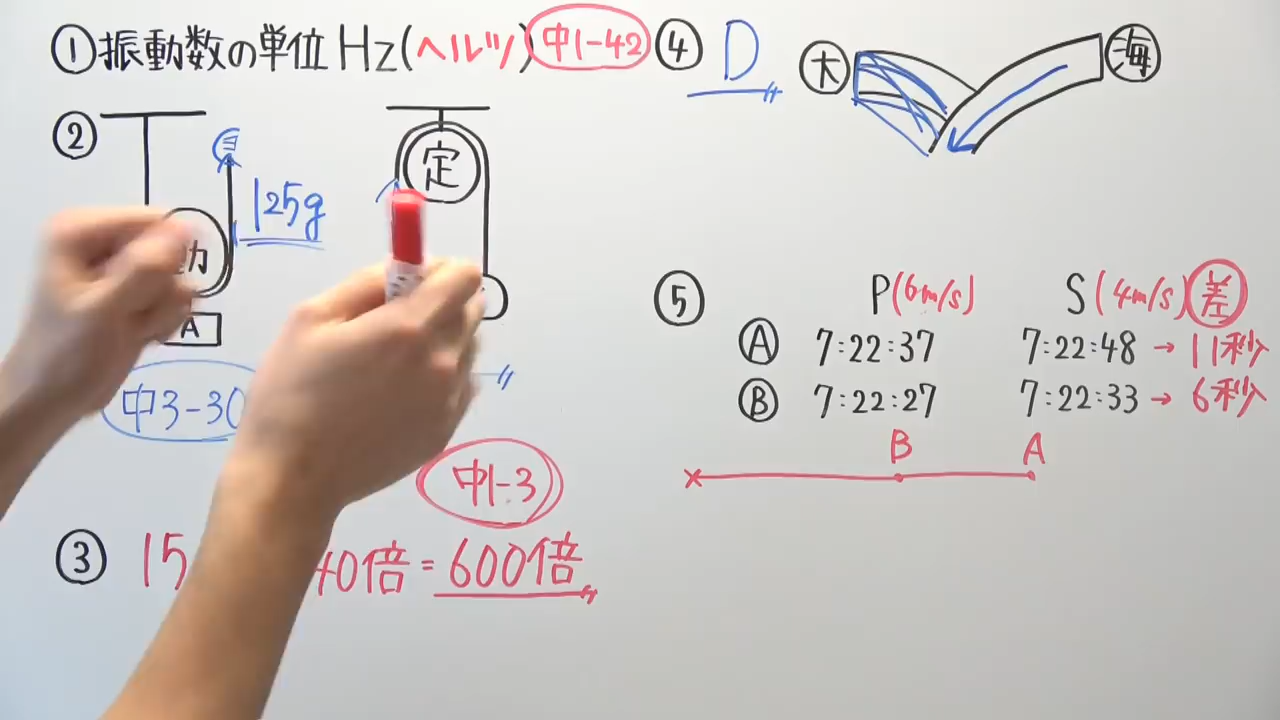 ①振動数の単位Hz(ヘルツ) 中1-42
②
125g
A
定
中3-30
中1-3
③ 15 40倍=600倍
④ D
大 海
⑤ P(6m/s) S(4m/s) 差
Ⓐ 7:22:37 7:22:48 → 11秒
Ⓑ 7:22:27 7:22:33 → 6秒
B A